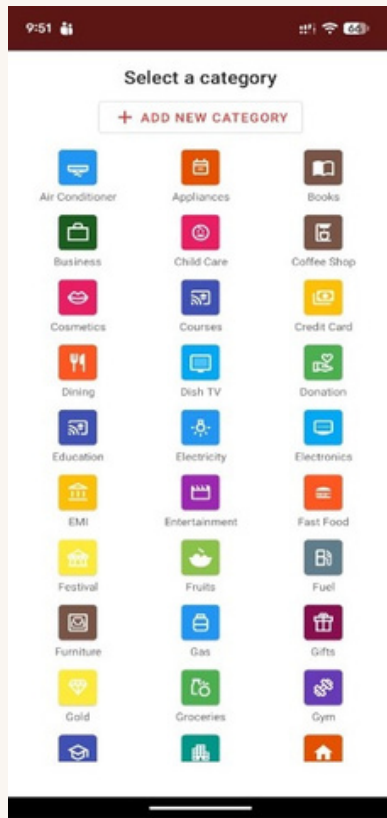 9:51 66
Select a category
+ ADD NEW CATEGORY
Air Conditioner Appliances Books
Business Child Care Coffee Shop
Cosmetics Courses Credit Card
Dining Dish TV Donation
Education Electricity Electronics
EMI Entertainment Fast Food
Festival Fruits Fuel
Furniture Gas Gifts
Gold Groceries Gym